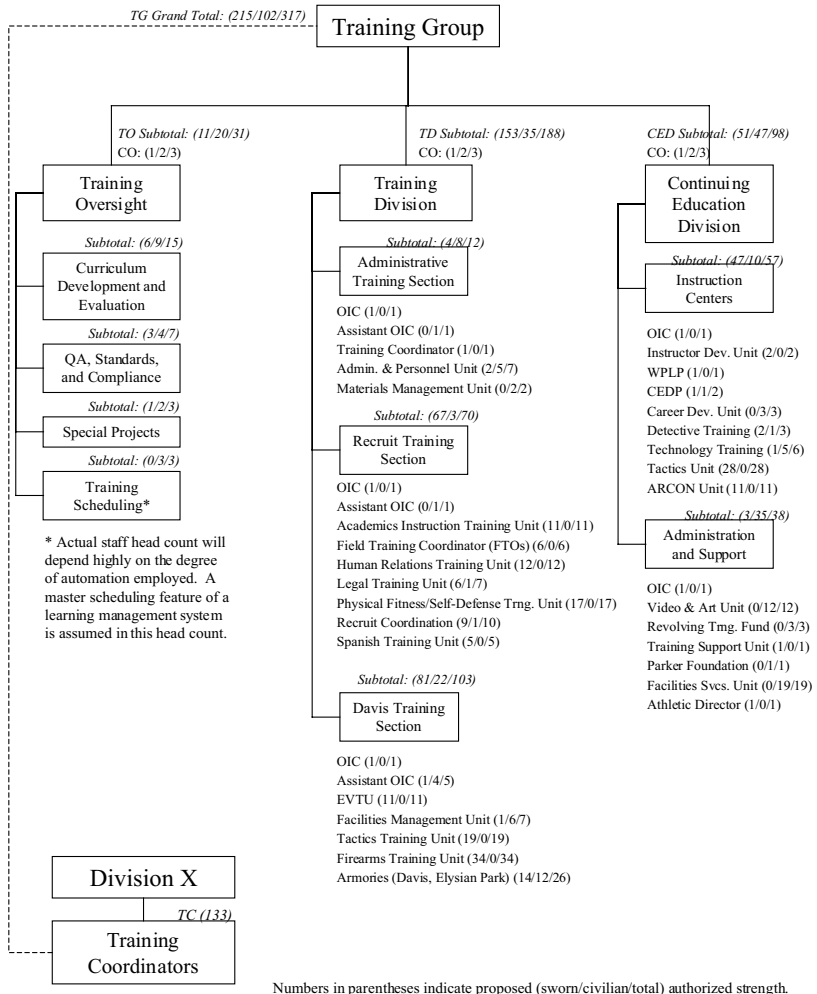 TG Grand Total: (215/102/317)
Training Group
TO Subtotal: (11/20/31)
CO: (1/2/3)
Training
Oversight
Subtotal: (6/9/15)
Curriculum
Development and
Evaluation
Subtotal: (3/4/7)
QA, Standards,
and Compliance
Subtotal: (1/2/3)
Special Projects
Subtotal: (0/3/3)
Training
Scheduling*
* Actual staff head count will
depend highly on the degree
of automation employed. A
master scheduling feature of a
learning management system
is assumed in this head count.
TD Subtotal: (153/35/188)
CO: (1/2/3)
Training
Division
Subtotal: (4/8/12)
Administrative
Training Section
OIC (1/0/1)
Assistant OIC (0/1/1)
Training Coordinator (1/0/1)
Admin. & Personnel Unit (2/5/7)
Materials Management Unit (0/2/2)
Subtotal: (67/3/70)
Recruit Training
Section
OIC (1/0/1)
Assistant OIC (0/1/1)
Academics Instruction Training Unit (11/0/11)
Field Training Coordinator (FTOs) (6/0/6)
Human Relations Training Unit (12/0/12)
Legal Training Unit (6/1/7)
Physical Fitness/Self-Defense Trng. Unit (17/0/17)
Recruit Coordination (9/1/10)
Spanish Training Unit (5/0/5)
Subtotal: (81/22/103)
Davis Training
Section
OIC (1/0/1)
Assistant OIC (1/4/5)
EVTU (11/0/11)
Facilities Management Unit (1/6/7)
Tactics Training Unit (19/0/19)
Firearms Training Unit (34/0/34)
Armories (Davis, Elysian Park) (14/12/26)
CED Subtotal: (51/47/98)
CO: (1/2/3)
Continuing
Education
Division
Subtotal: (47/10/57)
Instruction
Centers
OIC (1/0/1)
Instructor Dev. Unit (2/0/2)
WPLP (1/0/1)
CEDP (1/1/2)
Career Dev. Unit (0/3/3)
Detective Training (2/1/3)
Technology Training (1/5/6)
Tactics Unit (28/0/28)
ARCON Unit (11/0/11)
Subtotal: (3/35/38)
Administration
and Support
OIC (1/0/1)
Video & Art Unit (0/12/12)
Revolving Trng. Fund (0/3/3)
Training Support Unit (1/0/1)
Parker Foundation (0/1/1)
Facilities Svcs. Unit (0/19/19)
Athletic Director (1/0/1)
Division X
TC (133)
Training
Coordinators
Numbers in parentheses indicate proposed (sworn/civilian/total) authorized strength.